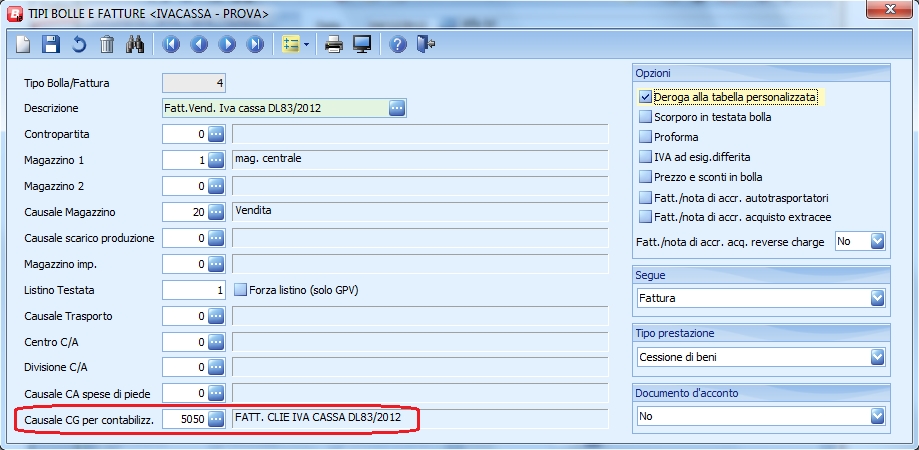 TIPI BOLLE E FATTURE <IVACASSA - PROVA>
Tipo Bolla/Fattura 4
Descrizione Fatt.Vend. Iva cassa DL83/2012
Contropartita 0
Magazzino 1 1 mag. centrale
Magazzino 2 0
Causale Magazzino 20 Vendita
Causale scarico produzione 0
Magazzino imp. 0
Listino Testata 1 Forza listino (solo GPV)
Causale Trasporto 0
Centro C/A 0
Divisione C/A 0
Causale CA spese di piede 0
Causale CG per contabilizz. 5050 FATT. CLIE IVA CASSA DL83/2012
Opzioni
Deroga alla tabella personalizzata
Scorporo in testata bolla
Proforma
IVA ad esig.differita
Prezzo e sconti in bolla
Fatt./nota di accr. autotrasportatori
Fatt./nota di accr. acquisto extracee
Fatt./nota di accr. acq. reverse charge No
Segue
Fattura
Tipo prestazione
Cessione di beni
Documento d'acconto
No